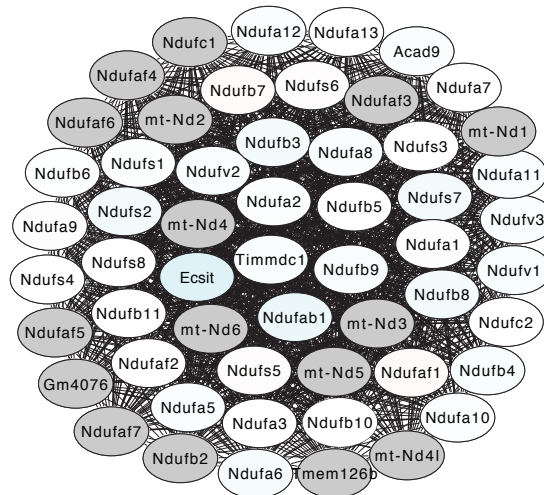 Ndufc1
Ndufa12
Ndufa13
Acad9
Ndufaf4
Ndufb7
Ndufs6
Ndufaf3
Ndufa7
Ndufaf6
mt-Nd2
Ndufb3
Ndufa8
Ndufs3
mt-Nd1
Ndufb6
Ndufs1
Ndufv2
Ndufa11
Ndufa9
Ndufs2
mt-Nd4
Ndufa2
Ndufb5
Ndufs7
Ndufv3
Ndufs4
Ndufs8
Ecsit
Timmdc1
Ndufb9
Ndufa1
Ndufv1
Ndufb11
Ndufb8
Ndufaf5
mt-Nd6
Ndufab1
mt-Nd3
Ndufc2
Gm4076
Ndufaf2
Ndufs5
mt-Nd5
Ndufaf1
Ndufb4
Ndufaf7
Ndufa5
Ndufa3
Ndufb10
Ndufa10
Ndufb2
Ndufa6
Tmem126b
mt-Nd4l